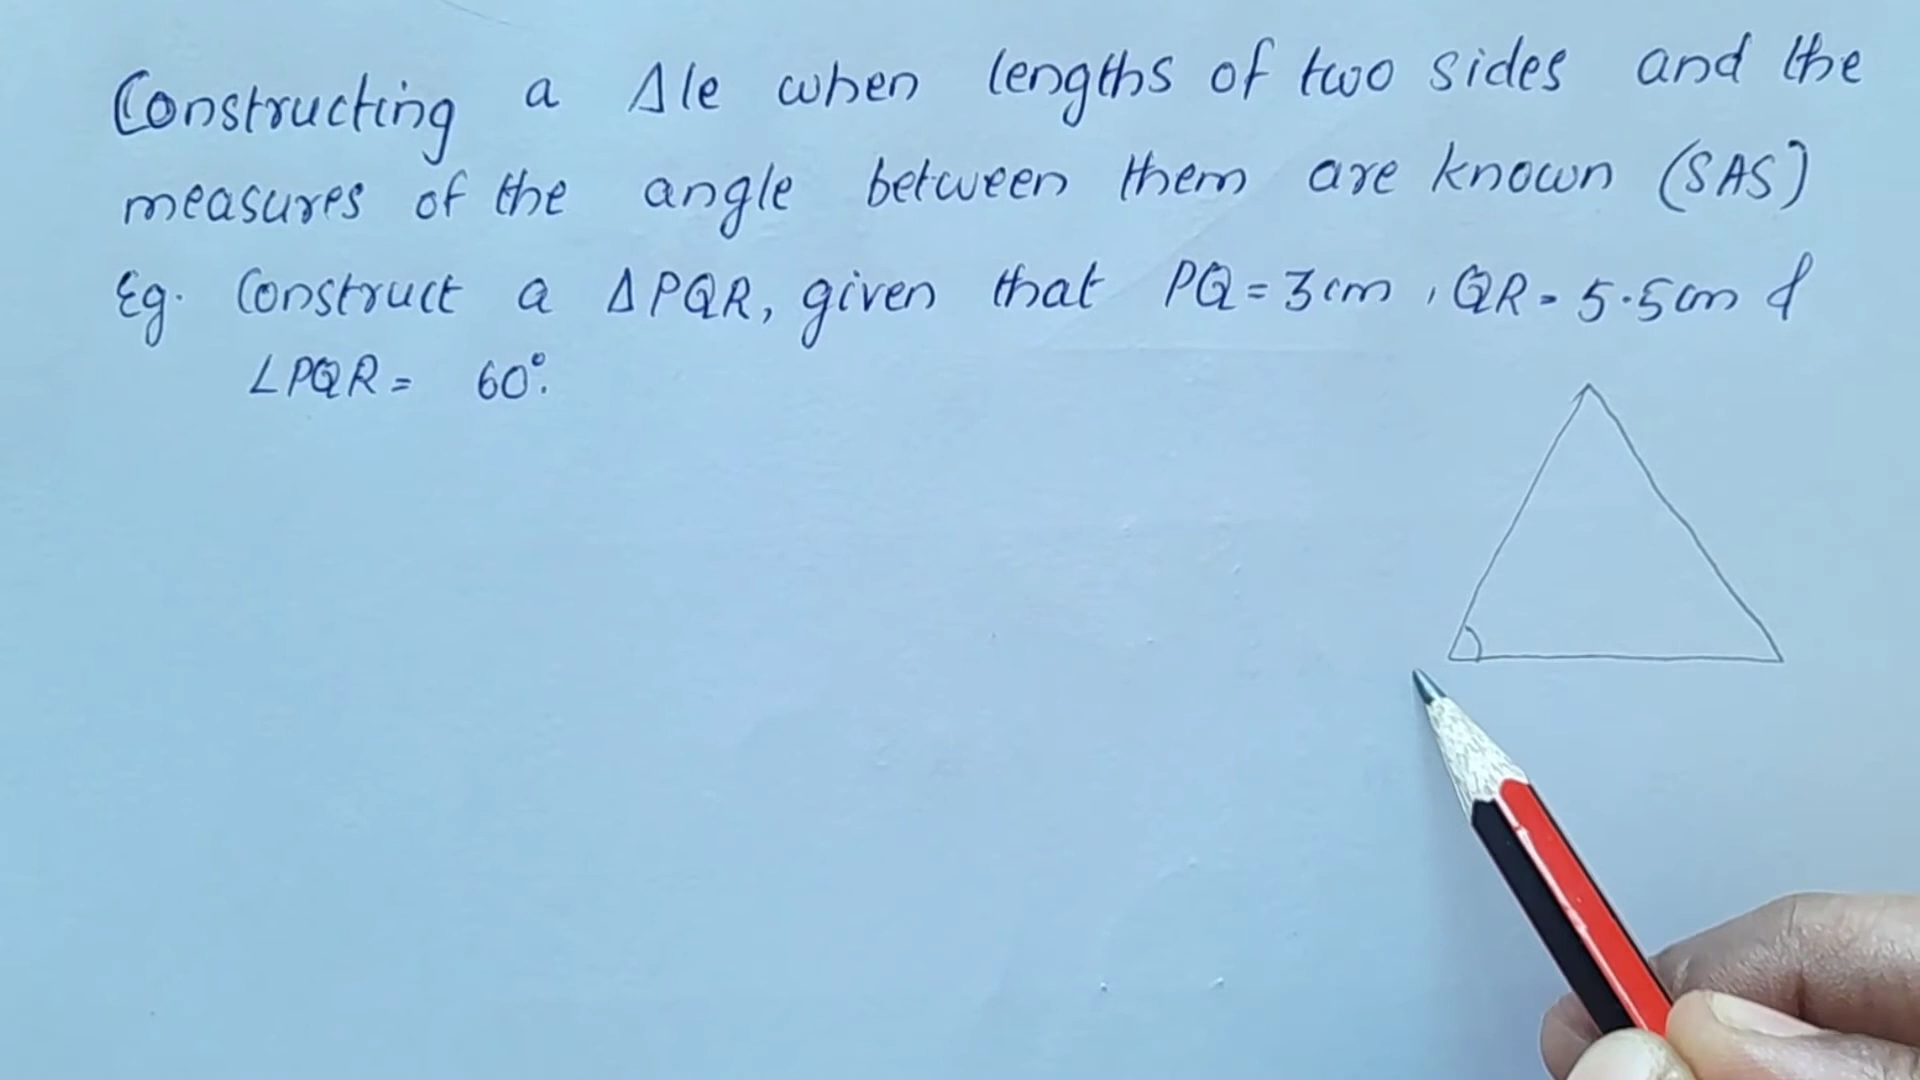 Constructing a Δle when lengths of two sides and the
measures of the angle between them are known (SAS)
Eg. Construct a ΔPQR, given that PQ = 3cm, QR = 5.5cm &
∠PQR = 60°.